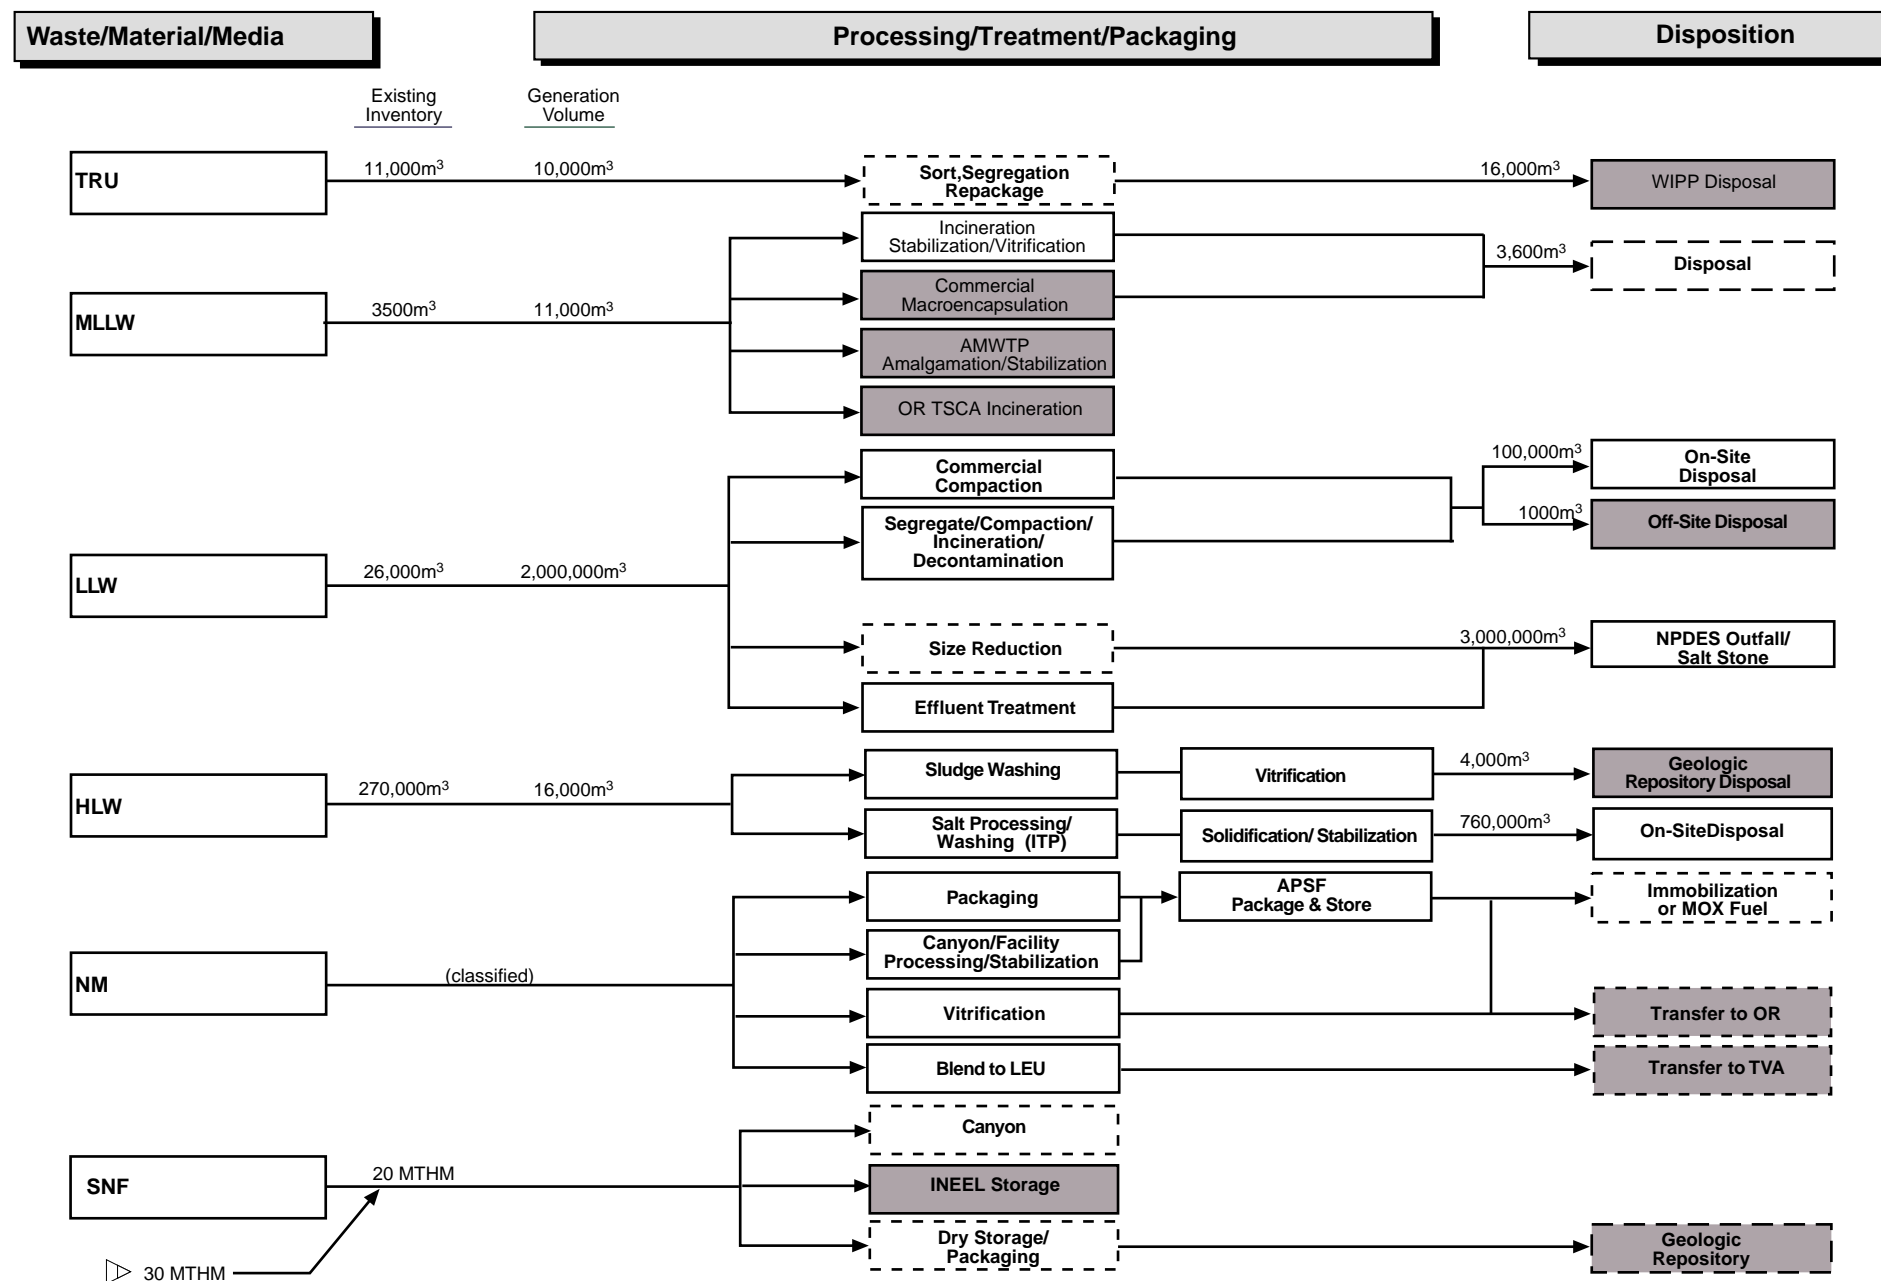 Waste/Material/Media
Processing/Treatment/Packaging
Disposition
Existing
Inventory
Generation
Volume
TRU
11,000m³
10,000m³
Sort,Segregation
Repackage
16,000m³
WIPP Disposal
MLLW
3500m³
11,000m³
Incineration
Stabilization/Vitrification
Commercial
Macroencapsulation
AMWTP
Amalgamation/Stabilization
OR TSCA Incineration
3,600m³
Disposal
LLW
26,000m³
2,000,000m³
Commercial
Compaction
Segregate/Compaction/
Incineration/
Decontamination
100,000m³
On-Site
Disposal
1000m³
Off-Site Disposal
Size Reduction
Effluent Treatment
3,000,000m³
NPDES Outfall/
Salt Stone
HLW
270,000m³
16,000m³
Sludge Washing
Vitrification
4,000m³
Geologic
Repository Disposal
Salt Processing/
Washing (ITP)
Solidification/ Stabilization
760,000m³
On-SiteDisposal
NM
(classified)
Packaging
APSF
Package & Store
Immobilization
or MOX Fuel
Canyon/Facility
Processing/Stabilization
Vitrification
Transfer to OR
Blend to LEU
Transfer to TVA
SNF
20 MTHM
30 MTHM
Canyon
INEEL Storage
Dry Storage/
Packaging
Geologic
Repository